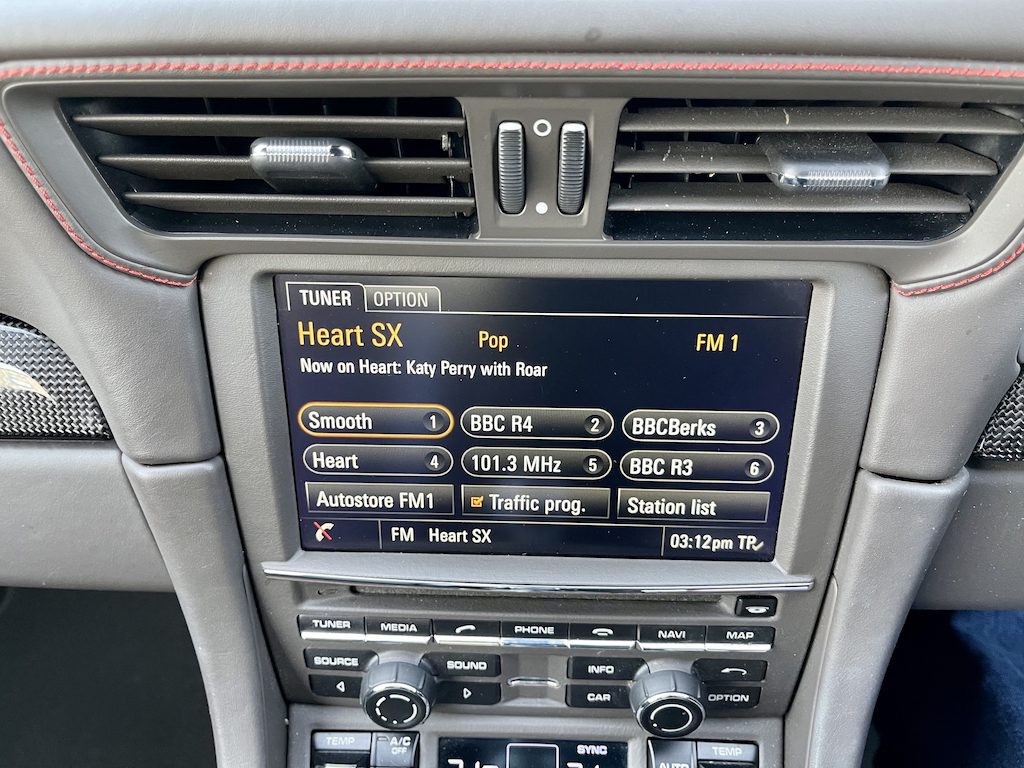 TUNER OPTION
Heart SX Pop FM 1
Now on Heart: Katy Perry with Roar
Smooth 1 BBC R4 2 BBCBerks 3
Heart 4 101.3 MHz 5 BBC R3 6
Autostore FM1 Traffic prog. Station list
FM Heart SX 03:12pm TP
TUNER MEDIA PHONE NAVI MAP
SOURCE SOUND INFO
CAR OPTION
TEMP A/C OFF SYNC AUTO TEMP